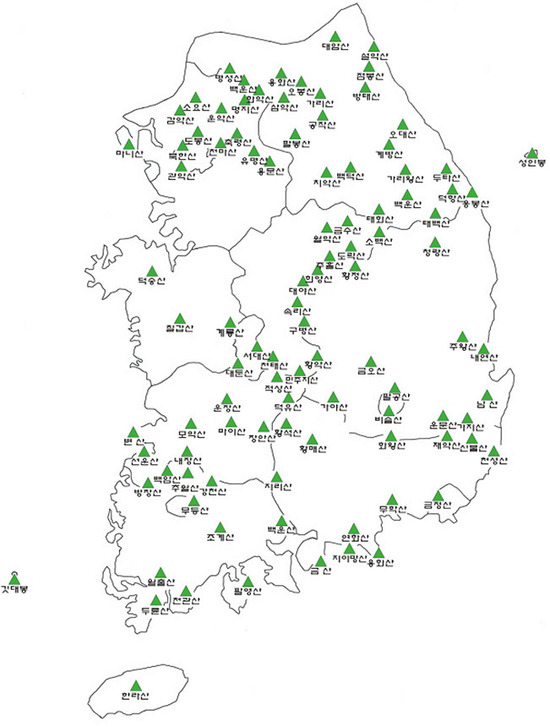 대암산
설악산
점봉산
명성산
용화산
백운산
오봉산
방태산
화악산
소요산
명지산
삼악산
가리산
감악산
운악산
공작산
오대산
도봉산
축령산
팔봉산
계방산
마니산
북한산
천마산
유명산
성인봉
관악산
용문산
치악산
백덕산
가리왕산
두타산
덕항산
응봉산
백운산
태화산
태백산
월악산
금수산
소백산
도락산
청량산
주흘산
덕숭산
희양산
황정산
대야산
속리산
칠갑산
계룡산
구병산
주왕산
서대산
내연산
대둔산
천태산
황악산
금오산
민주지산
적상산
팔공산
운장산
덕유산
가야산
남산
비슬산
모악산
마이산
장안산
황석산
운문산
가지산
변산
황매산
화왕산
재약산
신불산
선운산
내장산
천성산
백암산
방장산
추월산
강천산
지리산
무등산
무학산
금정산
조계산
백운산
연화산
지이망산
금산
깃대봉
월출산
천관산
팔영산
두륜산
한라산